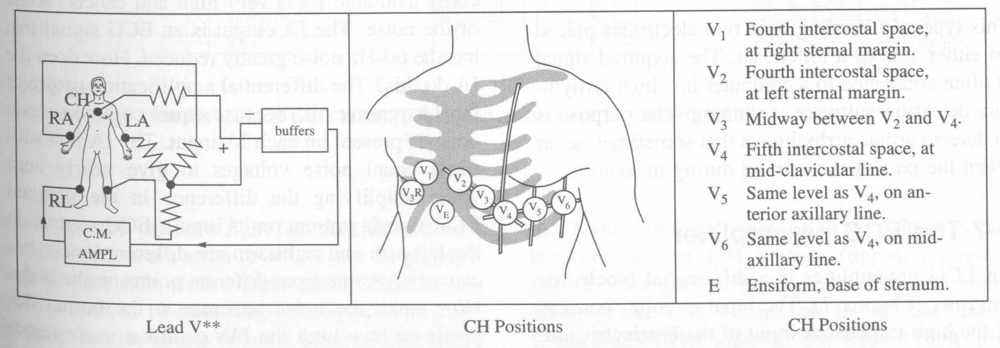 CH
RA
LA
+
buffers
RL
C.M.
AMPL.
Lead V**
V1
V2
V3R
V3
VE
V4
V5
V6
CH Positions
V1 Fourth intercostal space,
at right sternal margin.
V2 Fourth intercostal space,
at left sternal margin.
V3 Midway between V2 and V4.
V4 Fifth intercostal space, at
mid-clavicular line.
V5 Same level as V4, on an-
terior axillary line.
V6 Same level as V4, on mid-
axillary line.
E Ensiform, base of sternum.
CH Positions